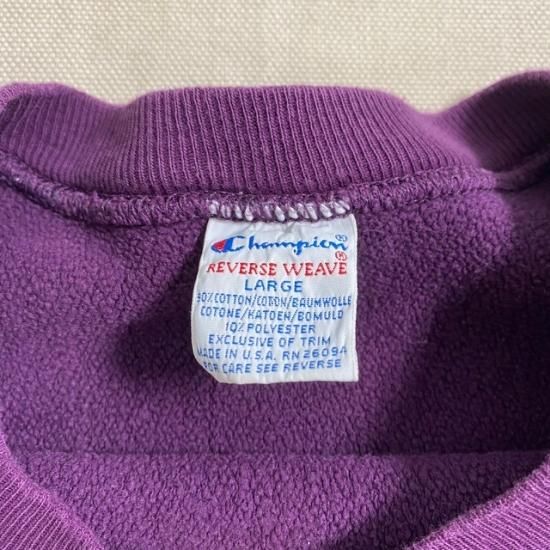 Champion®
REVERSE WEAVE®
LARGE
90% COTTON/COTON/BAUMWOLLE
COTONE/KATOEN/BOMULD
10% POLYESTER
EXCLUSIVE OF TRIM
MADE IN U.S.A. RN 26094
FOR CARE SEE REVERSE